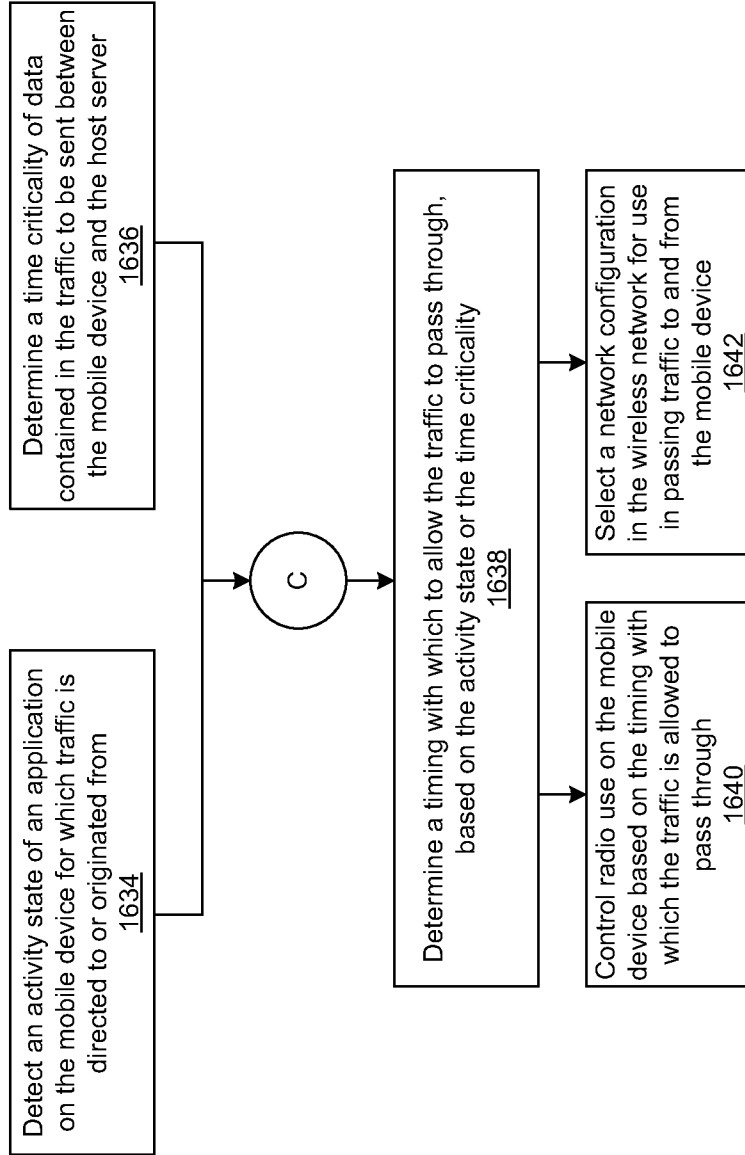 Detect an activity state of an application
on the mobile device for which traffic is
directed to or originated from
1634
Determine a time criticality of data
contained in the traffic to be sent between
the mobile device and the host server
1636
C
Determine a timing with which to allow the traffic to pass through,
based on the activity state or the time criticality
1638
Control radio use on the mobile
device based on the timing with
which the traffic is allowed to
pass through
1640
Select a network configuration
in the wireless network for use
in passing traffic to and from
the mobile device
1642